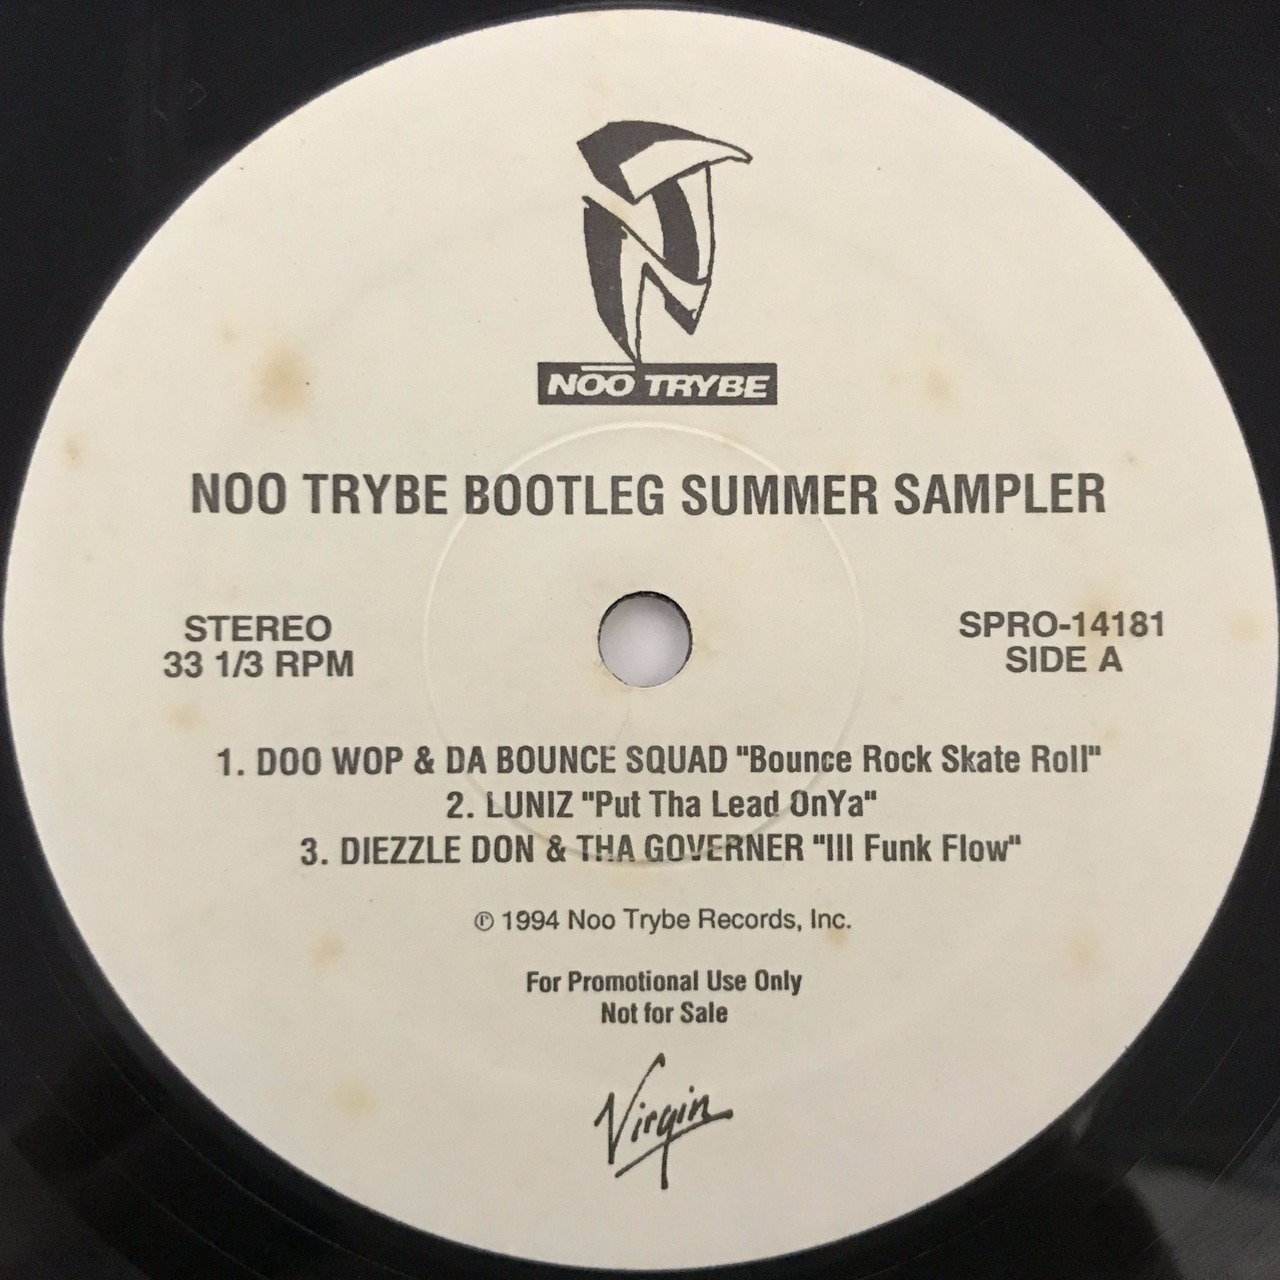 NOO TRYBE
NOO TRYBE BOOTLEG SUMMER SAMPLER
STEREO
33 1/3 RPM
SPRO-14181
SIDE A
1. DOO WOP & DA BOUNCE SQUAD "Bounce Rock Skate Roll"
2. LUNIZ "Put Tha Lead OnYa"
3. DIEZZLE DON & THA GOVERNER "Ill Funk Flow"
℗ 1994 Noo Trybe Records, Inc.
For Promotional Use Only
Not for Sale
Virgin